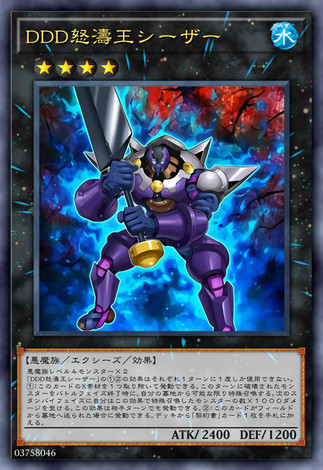 DDD怒濤王シーザー
水
【悪魔族／エクシーズ／効果】
悪魔族レベル4モンスター×2
「DDD怒濤王シーザー」の①②の効果はそれぞれ1ターンに1度しか使用できない。
①:このカードのX素材を1つ取り除いて発動できる。このターンに破壊されたモン
スターをバトルフェイズ終了時に、自分の墓地から可能な限り特殊召喚する。次のス
タンバイフェイズに自分はこの効果で特殊召喚したモンスターの数×1000ダメ
ージを受ける。この効果は相手ターンでも発動できる。②:このカードがフィールド
から墓地へ送られた場合に発動できる。デッキから「契約書」カード1枚を手札に加
える。
ATK/2400 DEF/1200
03758046